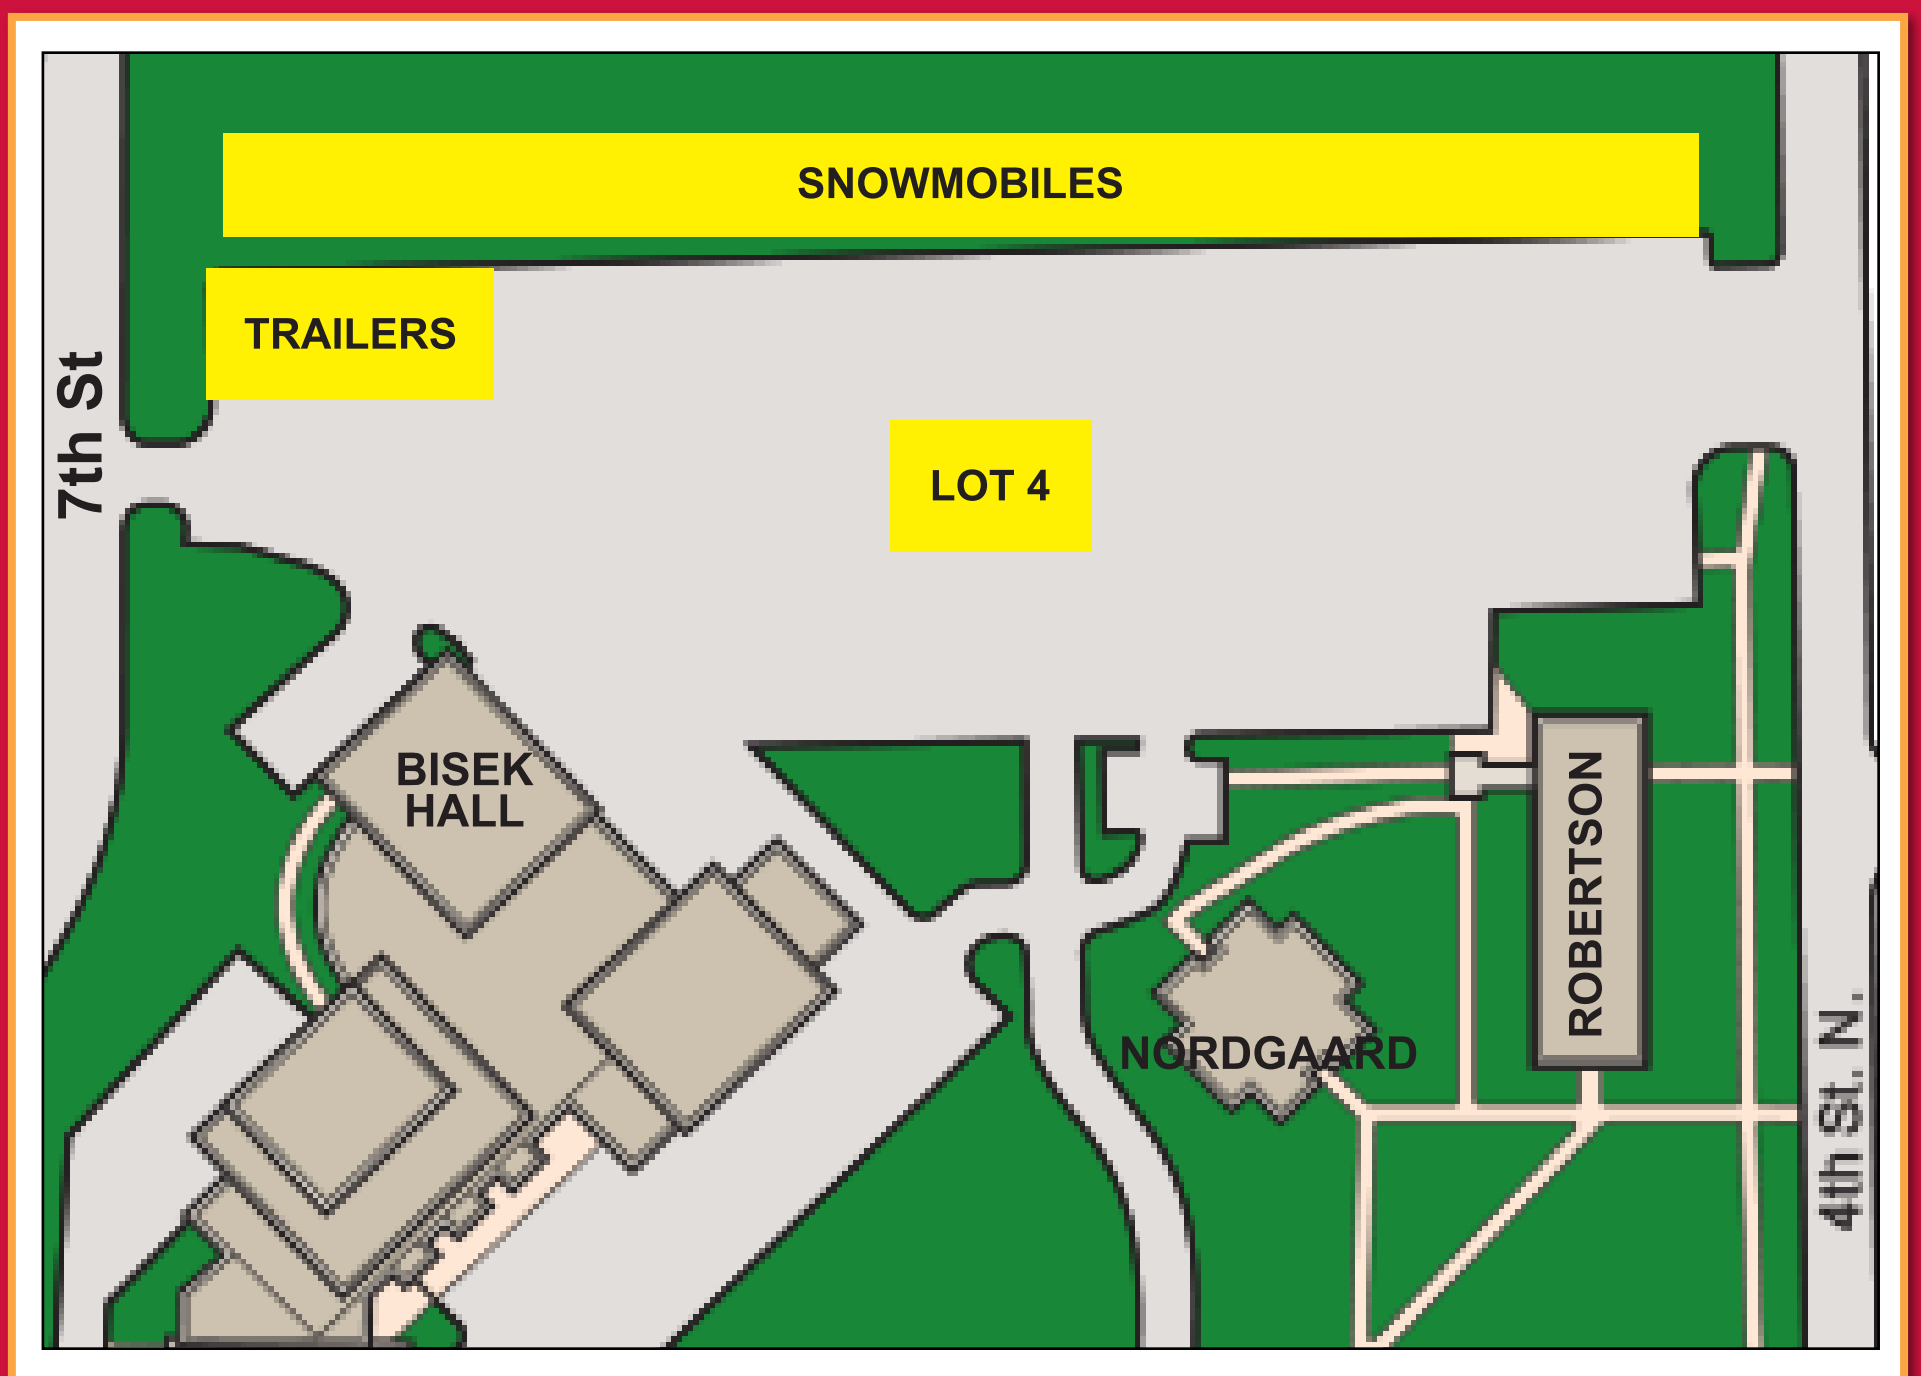 SNOWMOBILES
TRAILERS
7th St
LOT 4
BISEK
HALL
ROBERTSON
NORDGAARD
4th St. N.